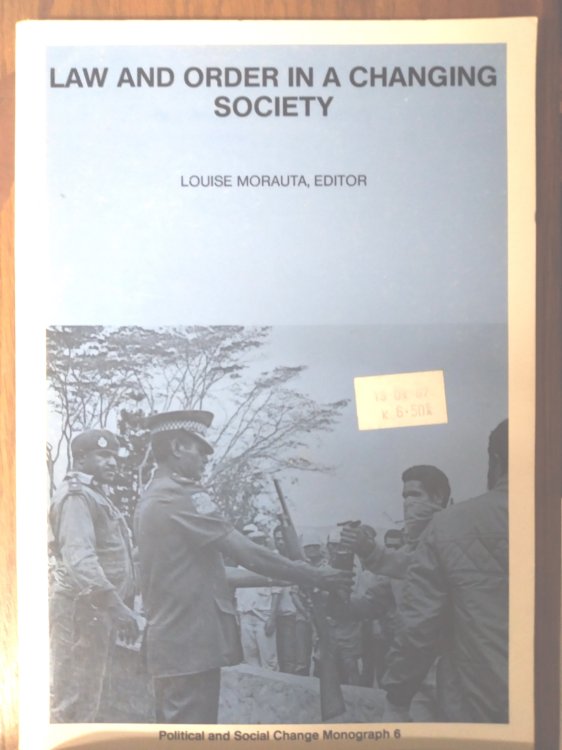 LAW AND ORDER IN A CHANGING
SOCIETY
LOUISE MORAUTA, EDITOR
Political and Social Change Monograph 6